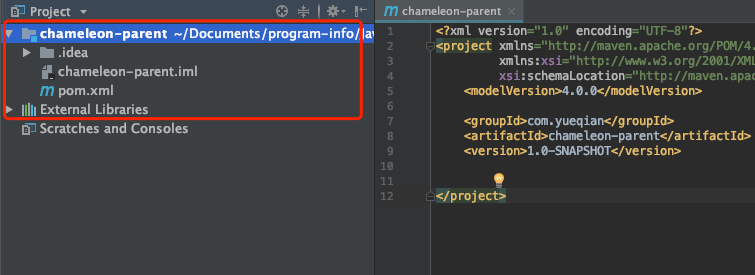 Project
chameleon-parent ~/Documents/program-info/
.idea
chameleon-parent.iml
pom.xml
External Libraries
Scratches and Consoles
chameleon-parent
1 <?xml version="1.0" encoding="UTF-8"?>
2 <project xmlns="http://maven.apache.org/POM/4.
3 xmlns:xsi="http://www.w3.org/2001/XML
4 xsi:schemaLocation="http://maven.apac
5 <modelVersion>4.0.0</modelVersion>
6
7 <groupId>com.yueqian</groupId>
8 <artifactId>chameleon-parent</artifactId>
9 <version>1.0-SNAPSHOT</version>
10
11
12 </project>